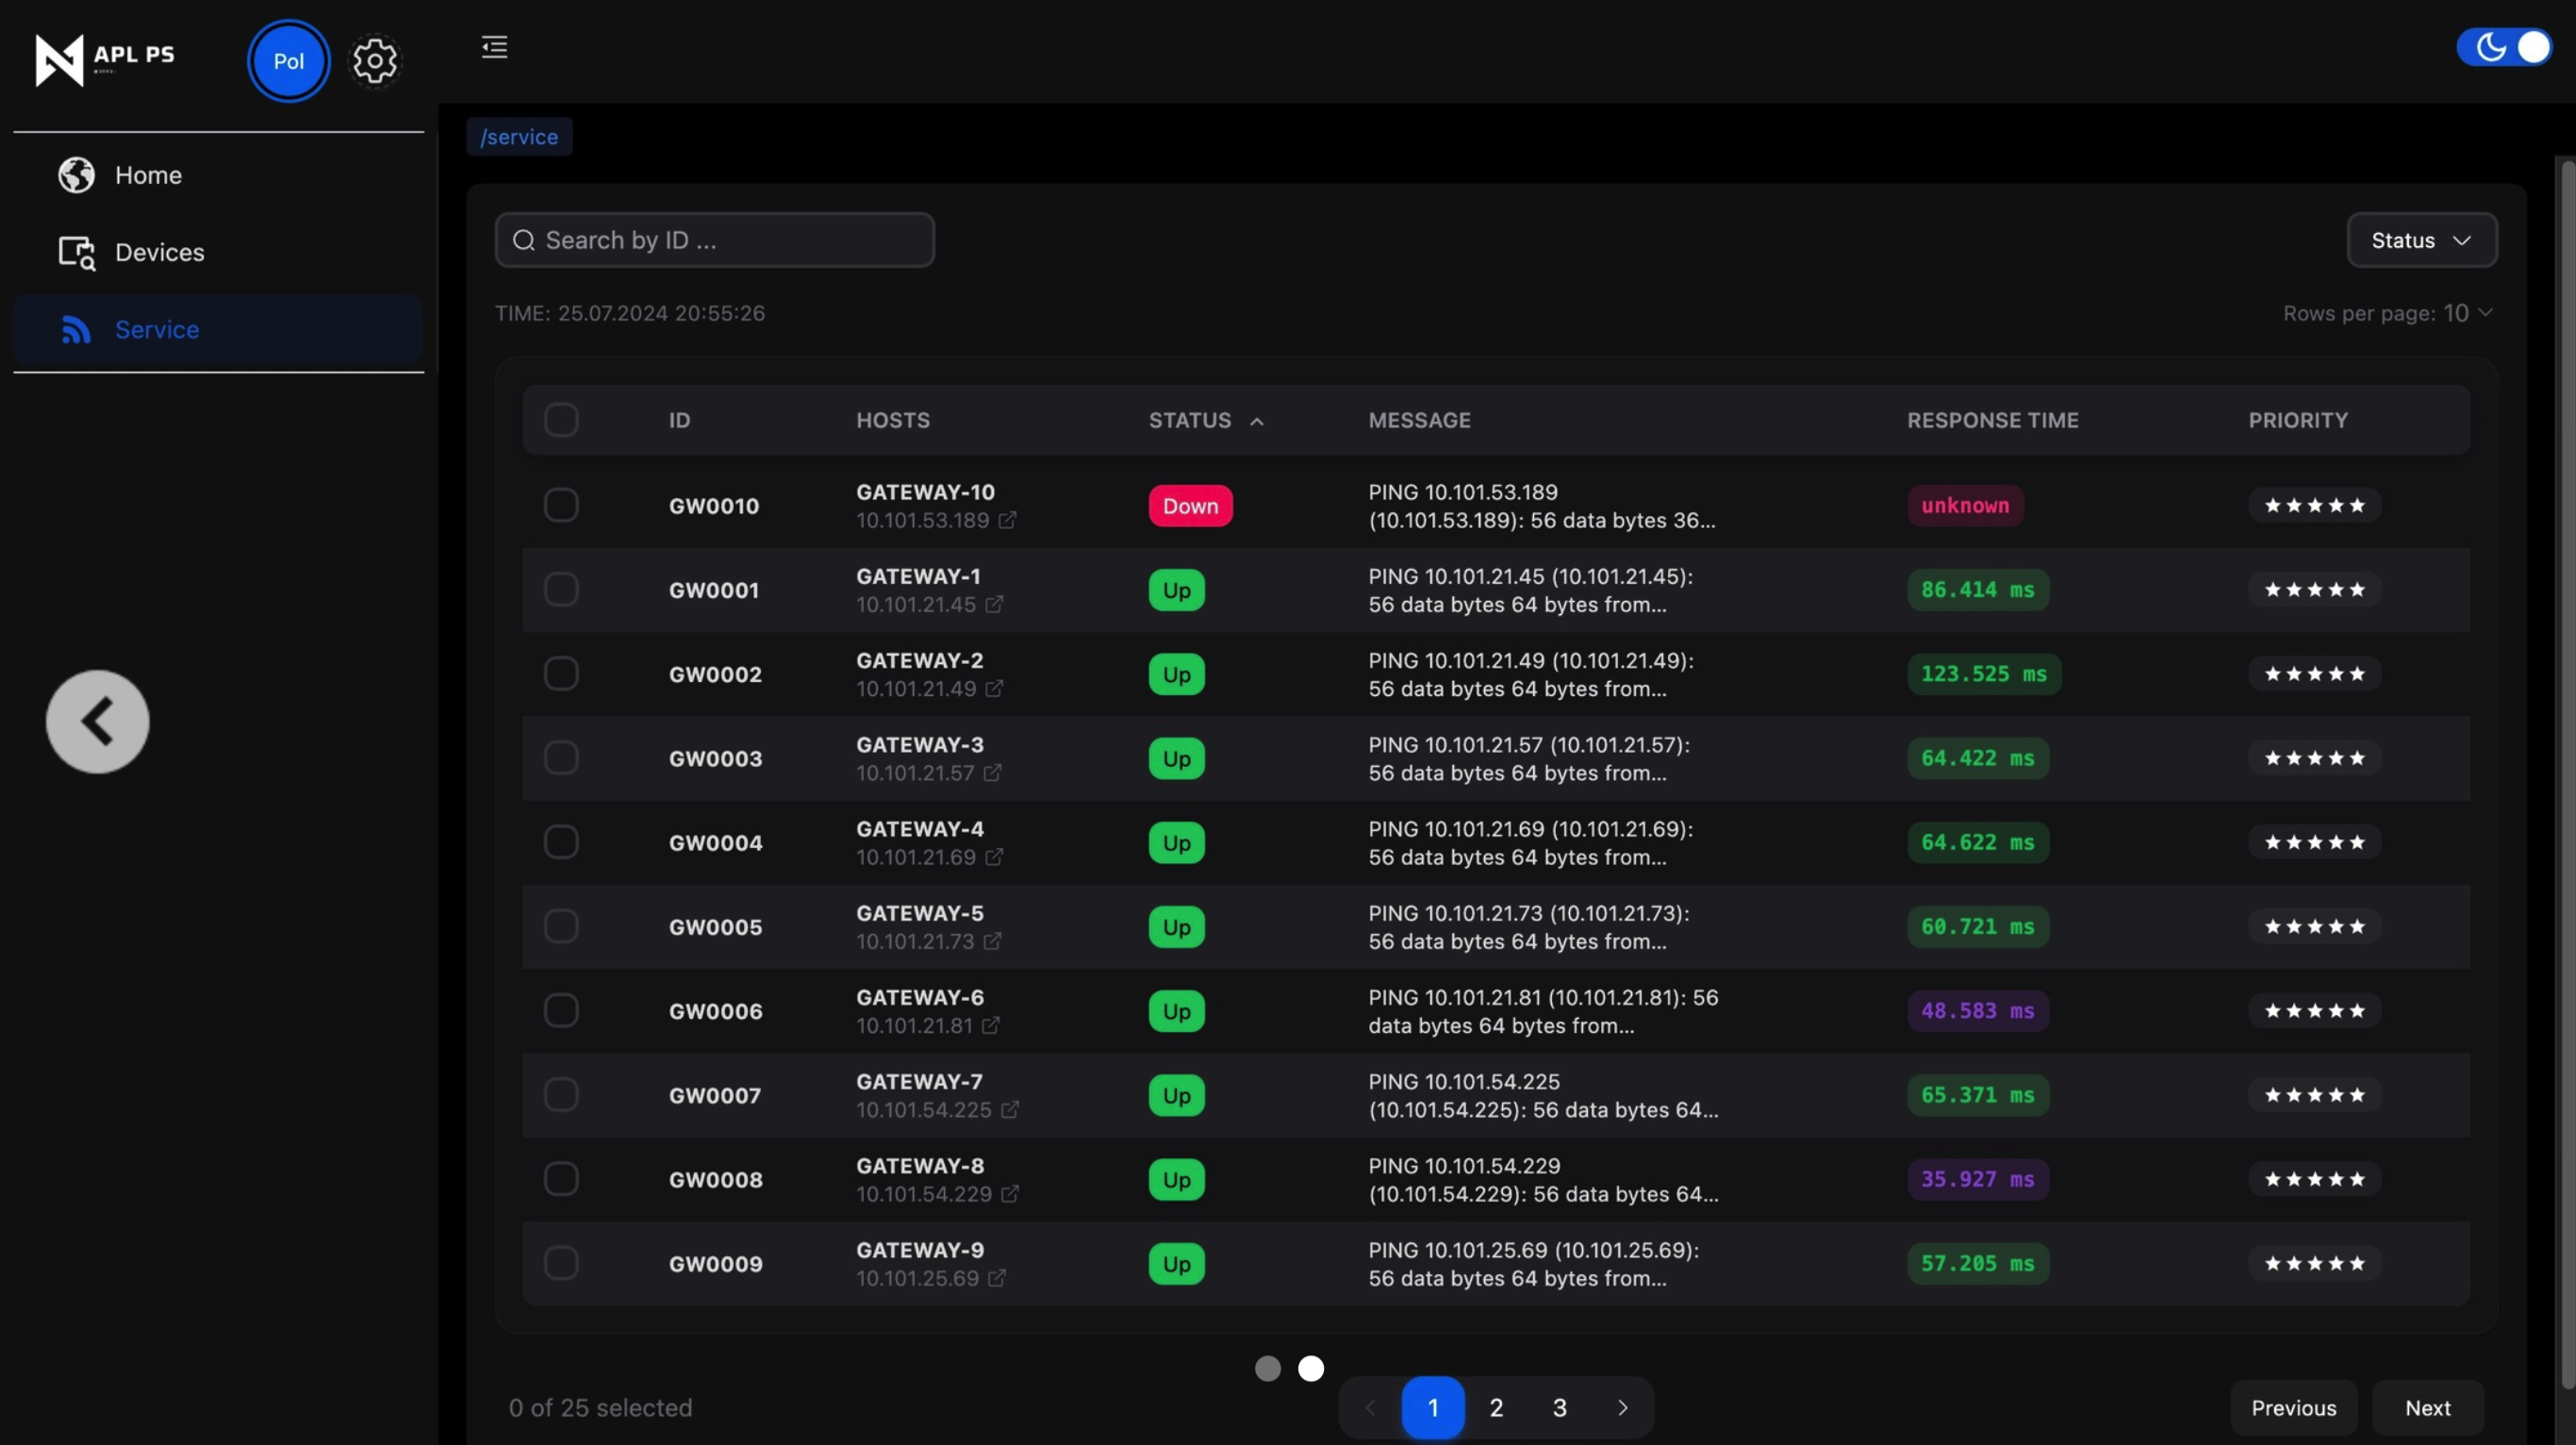 APL PS
Pol
/service
Home
Devices
Service
Search by ID ...
Status
TIME: 25.07.2024 20:55:26
Rows per page: 10
ID HOSTS STATUS MESSAGE RESPONSE TIME PRIORITY
GW0010 GATEWAY-10 Down PING 10.101.53.189 unknown ★★★★★
10.101.53.189 (10.101.53.189): 56 data bytes 36...
GW0001 GATEWAY-1 Up PING 10.101.21.45 (10.101.21.45): 86.414 ms ★★★★★
10.101.21.45 56 data bytes 64 bytes from...
GW0002 GATEWAY-2 Up PING 10.101.21.49 (10.101.21.49): 123.525 ms ★★★★★
10.101.21.49 56 data bytes 64 bytes from...
GW0003 GATEWAY-3 Up PING 10.101.21.57 (10.101.21.57): 64.422 ms ★★★★★
10.101.21.57 56 data bytes 64 bytes from...
GW0004 GATEWAY-4 Up PING 10.101.21.69 (10.101.21.69): 64.622 ms ★★★★★
10.101.21.69 56 data bytes 64 bytes from...
GW0005 GATEWAY-5 Up PING 10.101.21.73 (10.101.21.73): 60.721 ms ★★★★★
10.101.21.73 56 data bytes 64 bytes from...
GW0006 GATEWAY-6 Up PING 10.101.21.81 (10.101.21.81): 56 48.583 ms ★★★★★
10.101.21.81 data bytes 64 bytes from...
GW0007 GATEWAY-7 Up PING 10.101.54.225 65.371 ms ★★★★★
10.101.54.225 (10.101.54.225): 56 data bytes 64...
GW0008 GATEWAY-8 Up PING 10.101.54.229 35.927 ms ★★★★★
10.101.54.229 (10.101.54.229): 56 data bytes 64...
GW0009 GATEWAY-9 Up PING 10.101.25.69 (10.101.25.69): 57.205 ms ★★★★★
10.101.25.69 56 data bytes 64 bytes from...
0 of 25 selected
1 2 3
Previous Next